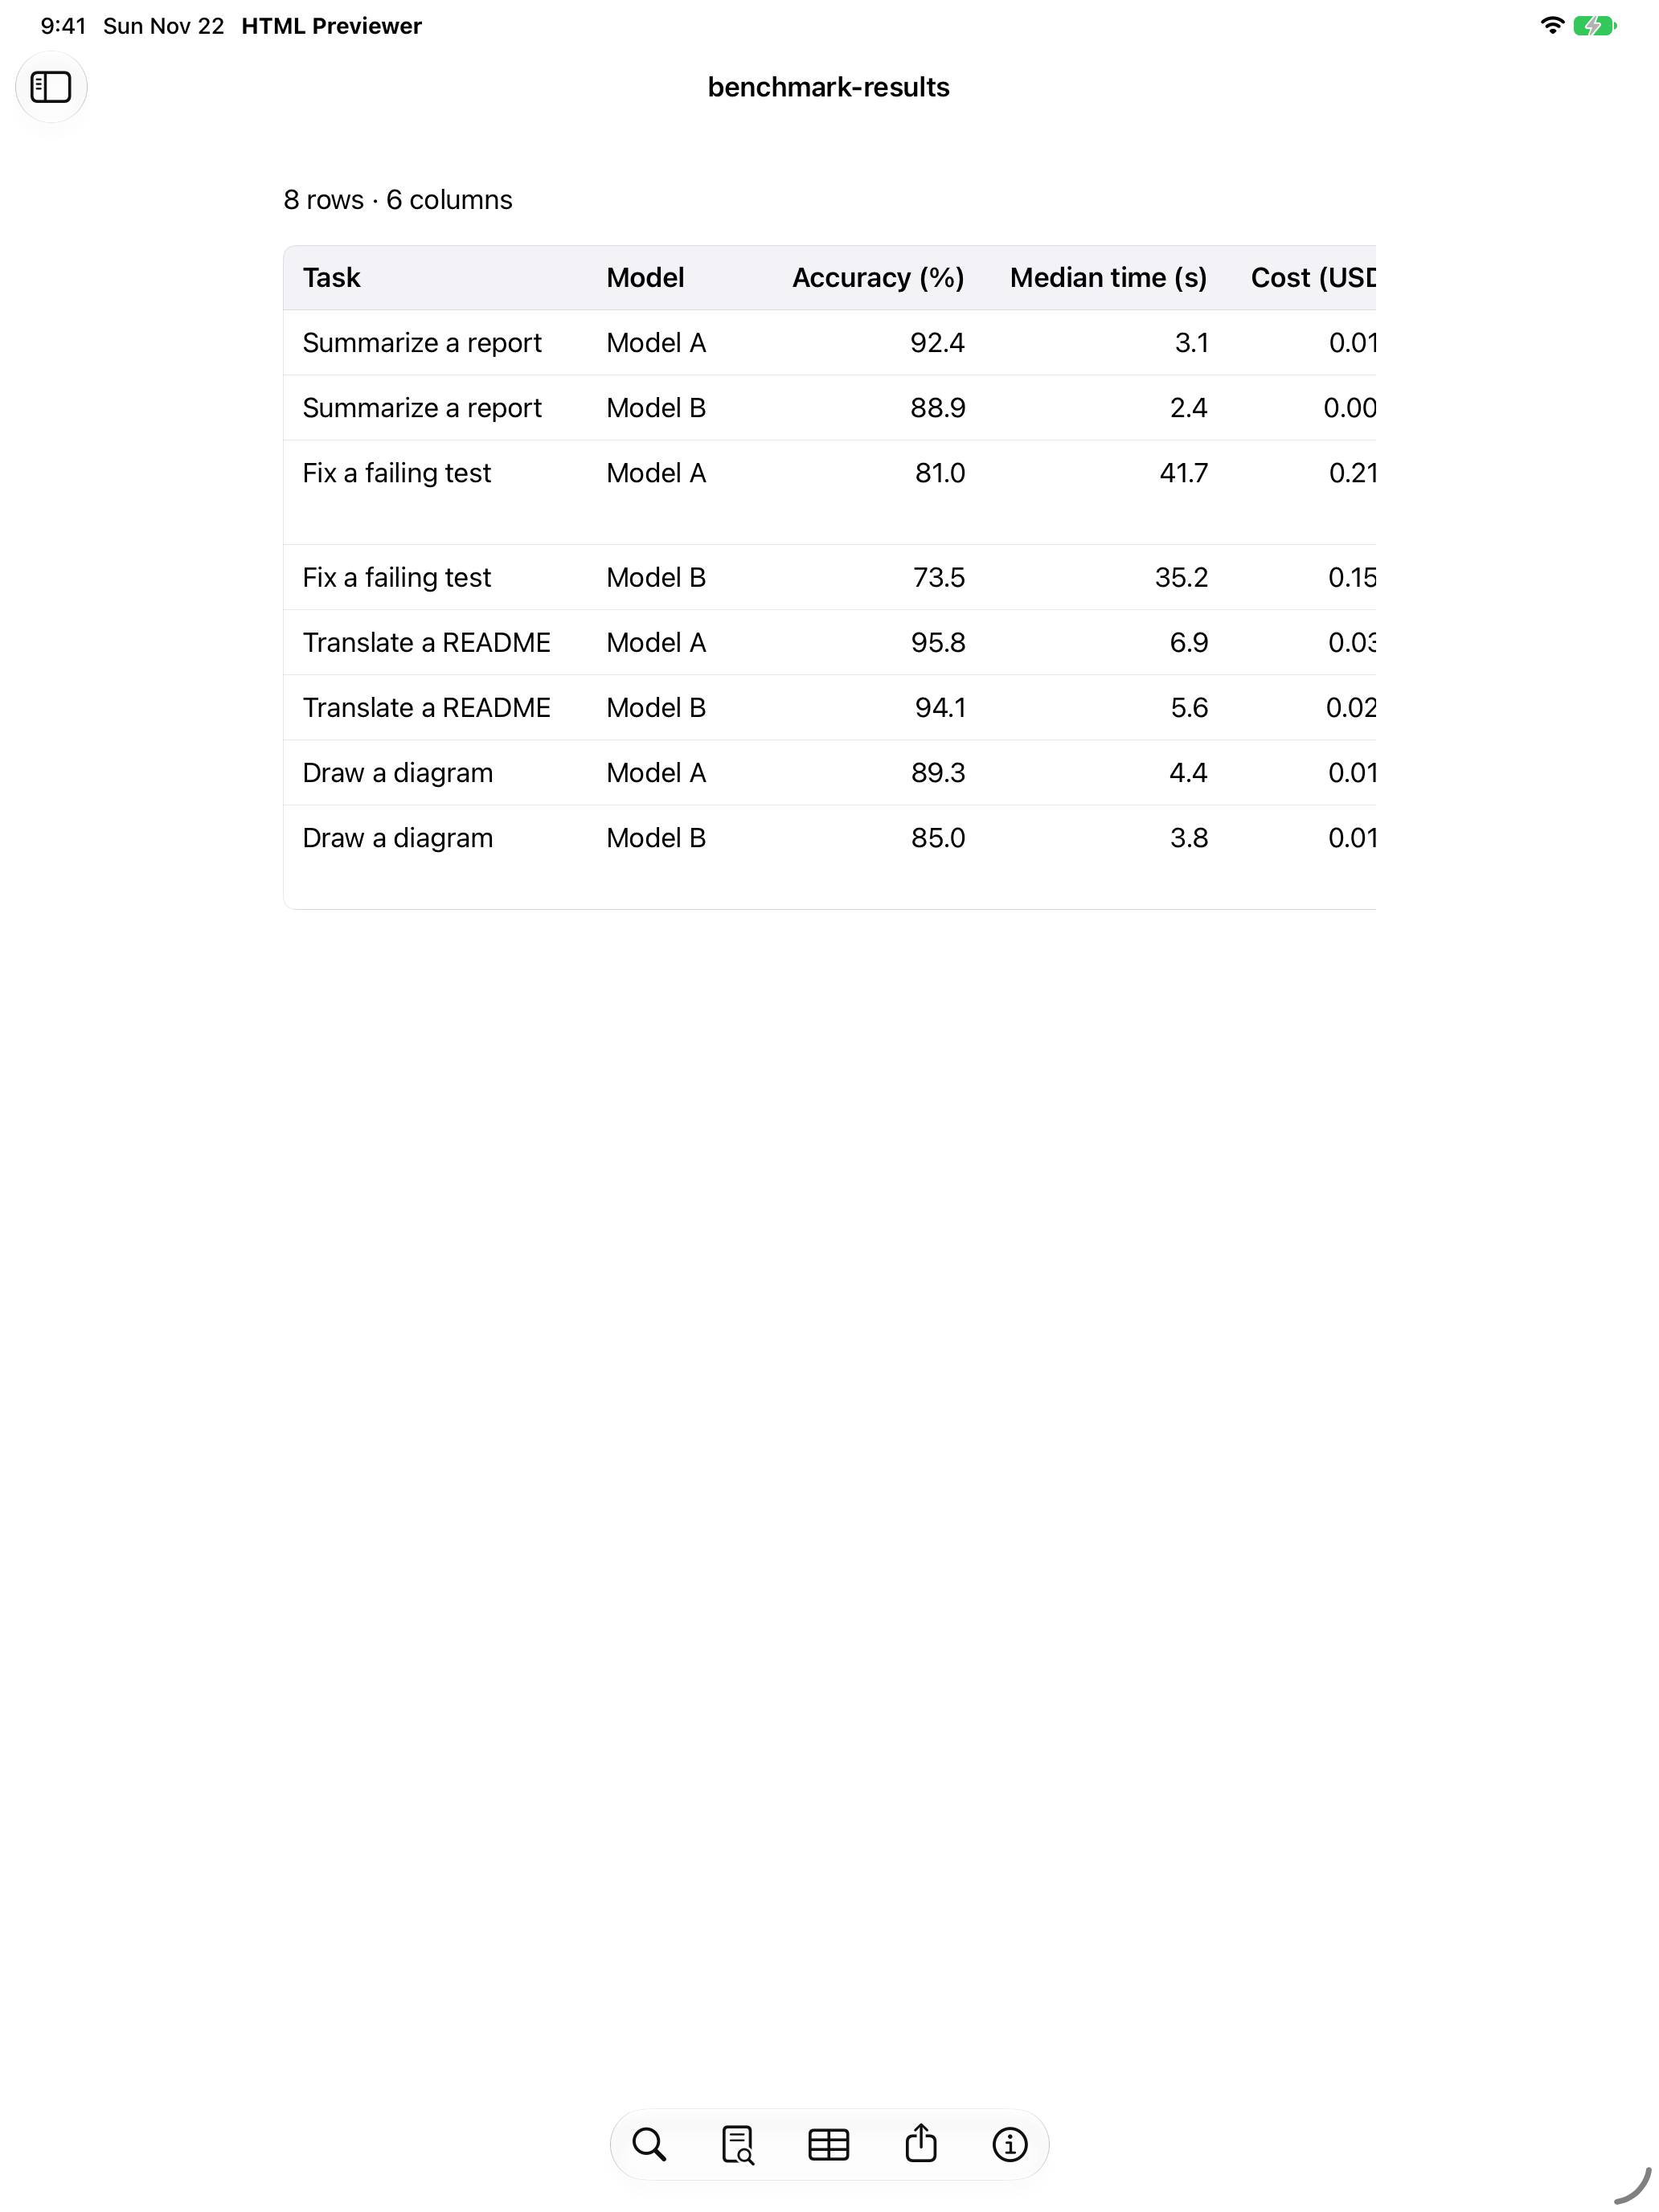 9:41 Sun Nov 22 HTML Previewer
benchmark-results
8 rows · 6 columns
Task Model Accuracy (%) Median time (s) Cost (USD
Summarize a report Model A 92.4 3.1 0.01
Summarize a report Model B 88.9 2.4 0.00
Fix a failing test Model A 81.0 41.7 0.21
Fix a failing test Model B 73.5 35.2 0.15
Translate a README Model A 95.8 6.9 0.03
Translate a README Model B 94.1 5.6 0.02
Draw a diagram Model A 89.3 4.4 0.01
Draw a diagram Model B 85.0 3.8 0.01